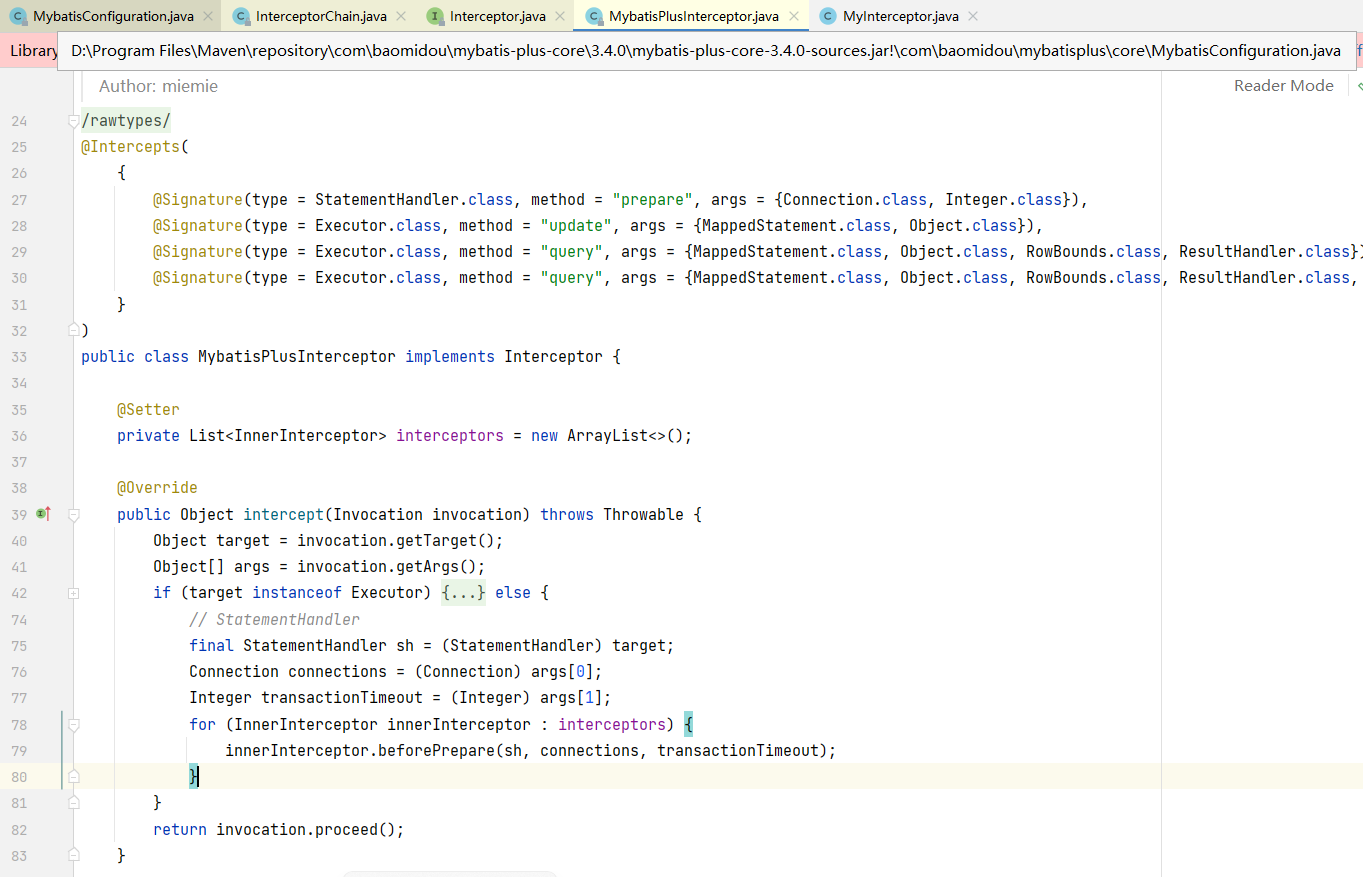 MybatisConfiguration.java InterceptorChain.java Interceptor.java MybatisPlusInterceptor.java MyInterceptor.java
Library D:\Program Files\Maven\repository\com\baomidou\mybatis-plus-core\3.4.0\mybatis-plus-core-3.4.0-sources.jar!\com\baomidou\mybatisplus\core\MybatisConfiguration.java
Author: miemie Reader Mode
24 /rawtypes/
25 @Intercepts(
26 {
27 @Signature(type = StatementHandler.class, method = "prepare", args = {Connection.class, Integer.class}),
28 @Signature(type = Executor.class, method = "update", args = {MappedStatement.class, Object.class}),
29 @Signature(type = Executor.class, method = "query", args = {MappedStatement.class, Object.class, RowBounds.class, ResultHandler.class})
30 @Signature(type = Executor.class, method = "query", args = {MappedStatement.class, Object.class, RowBounds.class, ResultHandler.class,
31 }
32 )
33 public class MybatisPlusInterceptor implements Interceptor {
34
35 @Setter
36 private List<InnerInterceptor> interceptors = new ArrayList<>();
37
38 @Override
39 public Object intercept(Invocation invocation) throws Throwable {
40 Object target = invocation.getTarget();
41 Object[] args = invocation.getArgs();
42 if (target instanceof Executor) {...} else {
74 // StatementHandler
75 final StatementHandler sh = (StatementHandler) target;
76 Connection connections = (Connection) args[0];
77 Integer transactionTimeout = (Integer) args[1];
78 for (InnerInterceptor innerInterceptor : interceptors) {
79 innerInterceptor.beforePrepare(sh, connections, transactionTimeout);
80 }
81 }
82 return invocation.proceed();
83 }